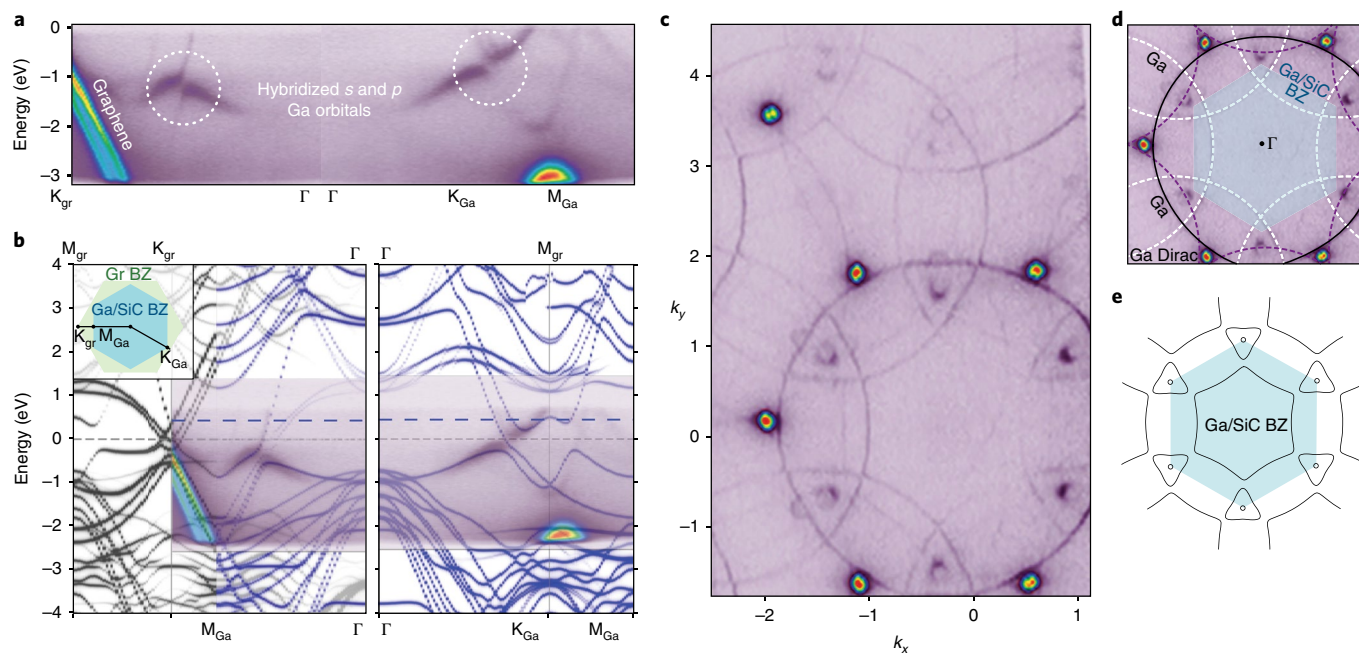 a
Energy (eV)
0
−1
−2
−3
Graphene
Hybridized s and p
Ga orbitals
K_gr
Γ
Γ
K_Ga
M_Ga
b
M_gr
K_gr
Γ
Γ
M_gr
Energy (eV)
4
3
2
1
0
−1
−2
−3
−4
Gr BZ
Ga/SiC BZ
K_gr
M_Ga
K_Ga
M_Ga
Γ
Γ
K_Ga
M_Ga
c
k_y
4
3
2
1
0
−1
−2
−1
0
1
k_x
d
Ga
Ga/SiC
BZ
Γ
Ga
Ga Dirac
e
Ga/SiC BZ